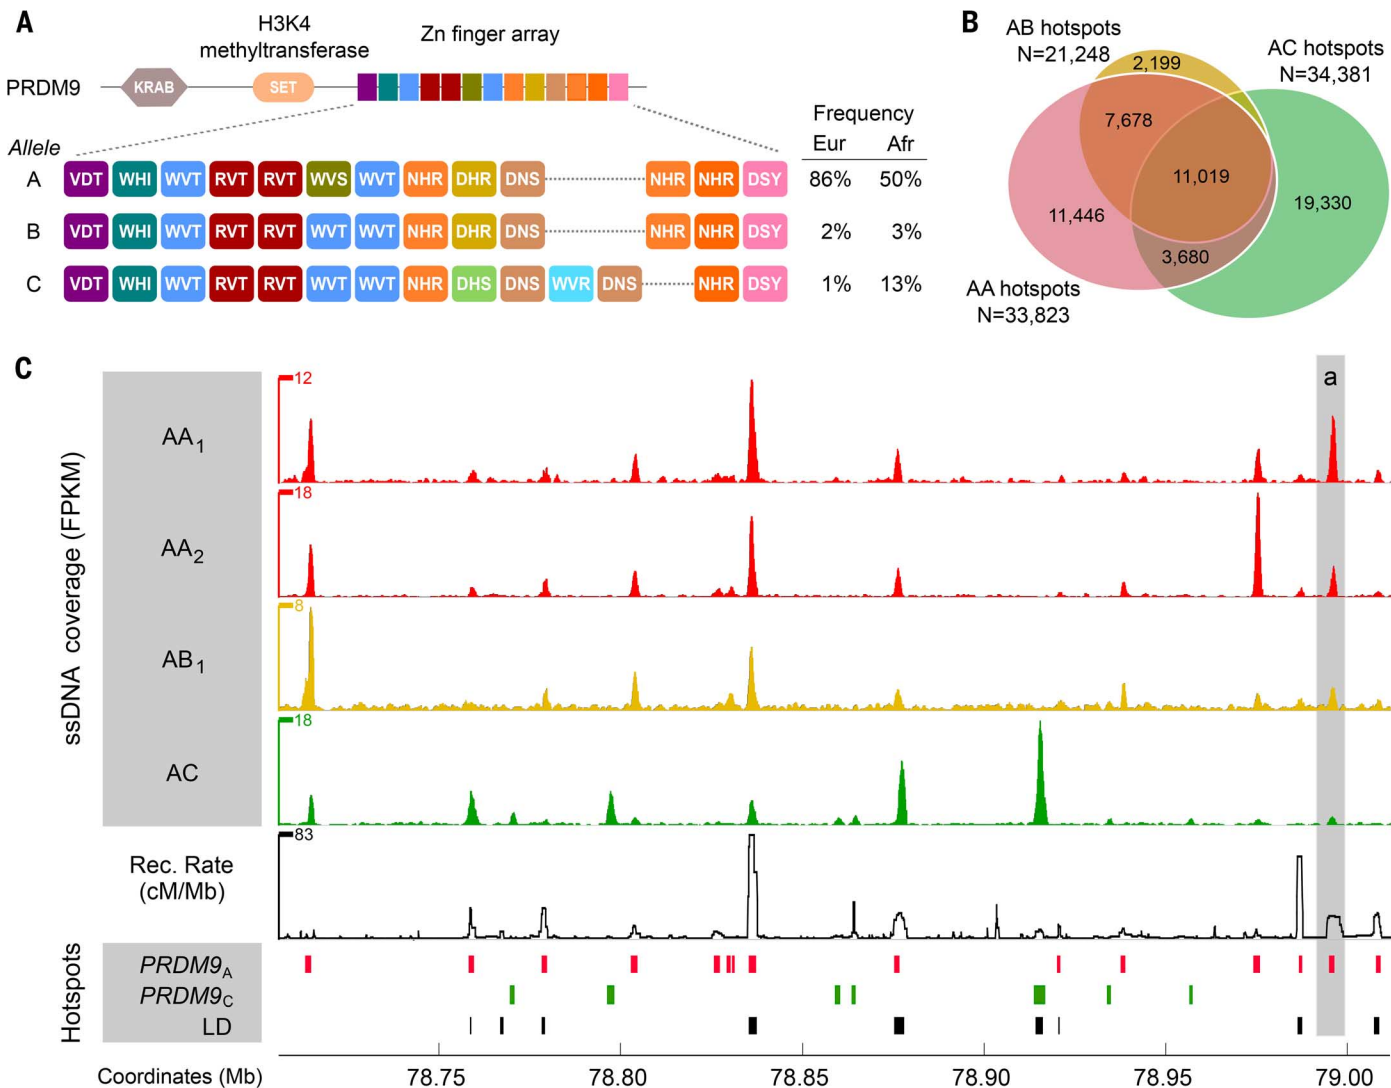 A
H3K4
methyltransferase
Zn finger array
PRDM9
KRAB
SET
Allele
Frequency
Eur Afr
A VDT WHI WVT RVT RVT WVS WVT NHR DHR DNS NHR NHR DSY 86% 50%
B VDT WHI WVT RVT RVT WVT WVT NHR DHR DNS NHR NHR DSY 2% 3%
C VDT WHI WVT RVT RVT WVT WVT NHR DHS DNS WVR DNS NHR DSY 1% 13%
B
AB hotspots
N=21,248
AC hotspots
N=34,381
2,199
7,678
11,019
19,330
11,446
3,680
AA hotspots
N=33,823
C
a
ssDNA coverage (FPKM)
AA1
12
AA2
18
AB1
8
AC
18
Rec. Rate
(cM/Mb)
83
Hotspots
PRDM9A
PRDM9C
LD
Coordinates (Mb) 78.75 78.80 78.85 78.90 78.95 79.00